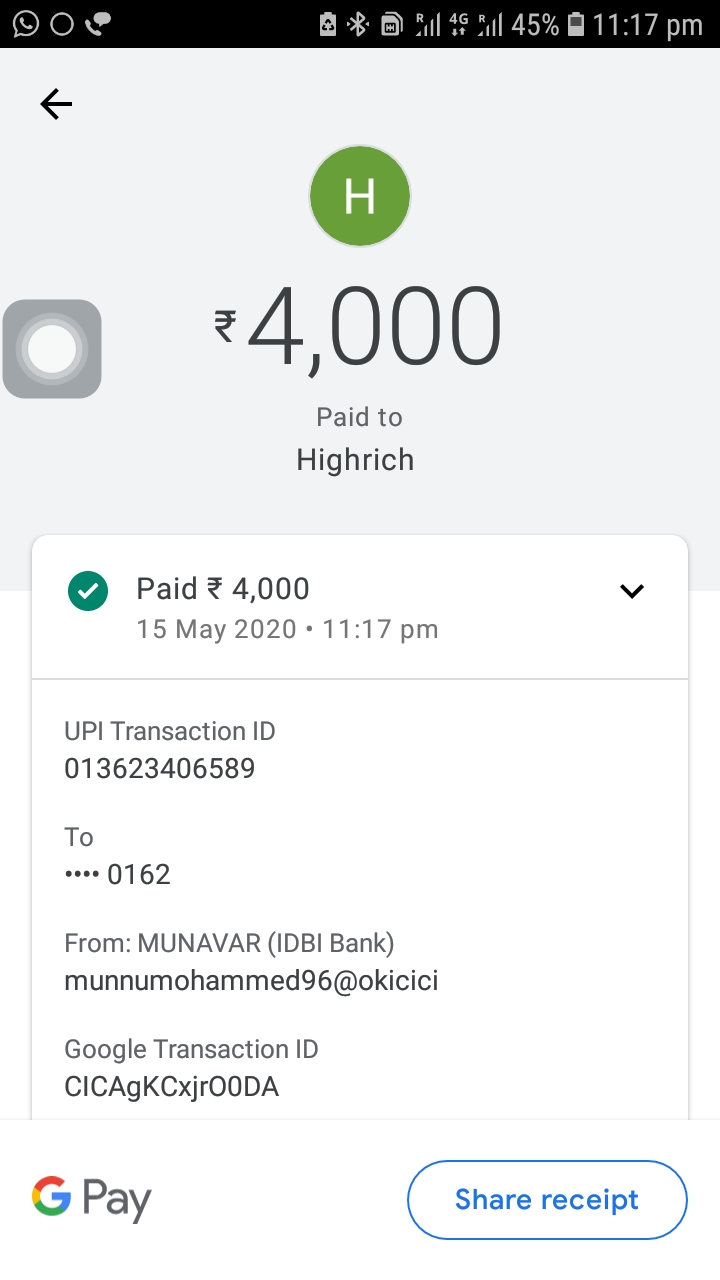 R 4G R 45% 11:17 pm
H
₹4,000
Paid to
Highrich
Paid ₹ 4,000
15 May 2020 • 11:17 pm
UPI Transaction ID
013623406589
To
•••• 0162
From: MUNAVAR (IDBI Bank)
munnumohammed96@okicici
Google Transaction ID
CICAgKCxjrO0DA
G Pay
Share receipt